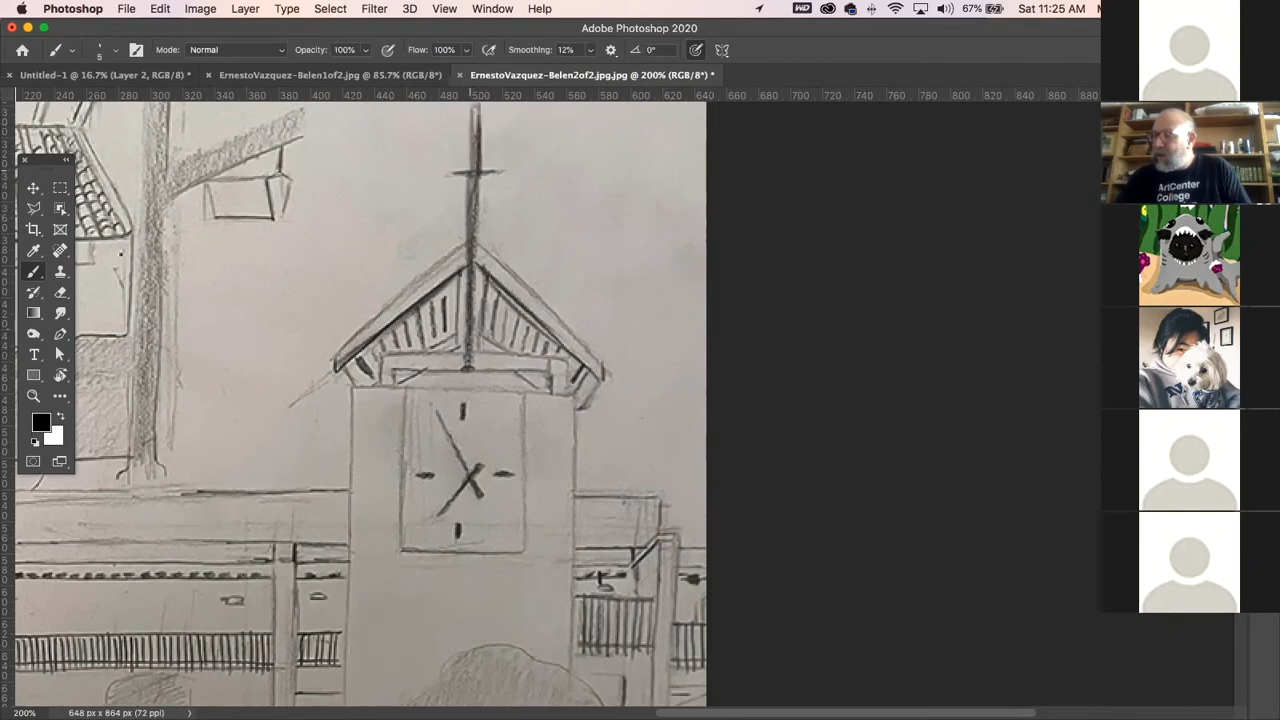 Photoshop File Edit Image Layer Type Select Filter 3D View Window Help 67% Sat 11:25 AM
Adobe Photoshop 2020
5 Mode: Normal Opacity: 100% Flow: 100% Smoothing: 12% 0°
Untitled-1 @ 16.7% (Layer 2, RGB/8) * ErnestoVazquez-Belen1of2.jpg @ 85.7% (RGB/8*) ErnestoVazquez-Belen2of2.jpg.jpg @ 200% (RGB/8*) *
220 240 260 280 300 320 340 360 380 400 420 440 460 480 500 520 540 560 580 600 620 640 700 720 740 760 780 800 820 840 860 880
ArtCenter
College
200% 648 px x 864 px (72 ppi)